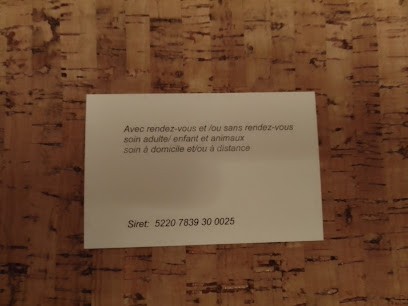 Avec rendez-vous et /ou sans rendez-vous
soin adulte/ enfant et animaux
soin à domicile et/ou à distance
Siret: 5220 7839 30 0025